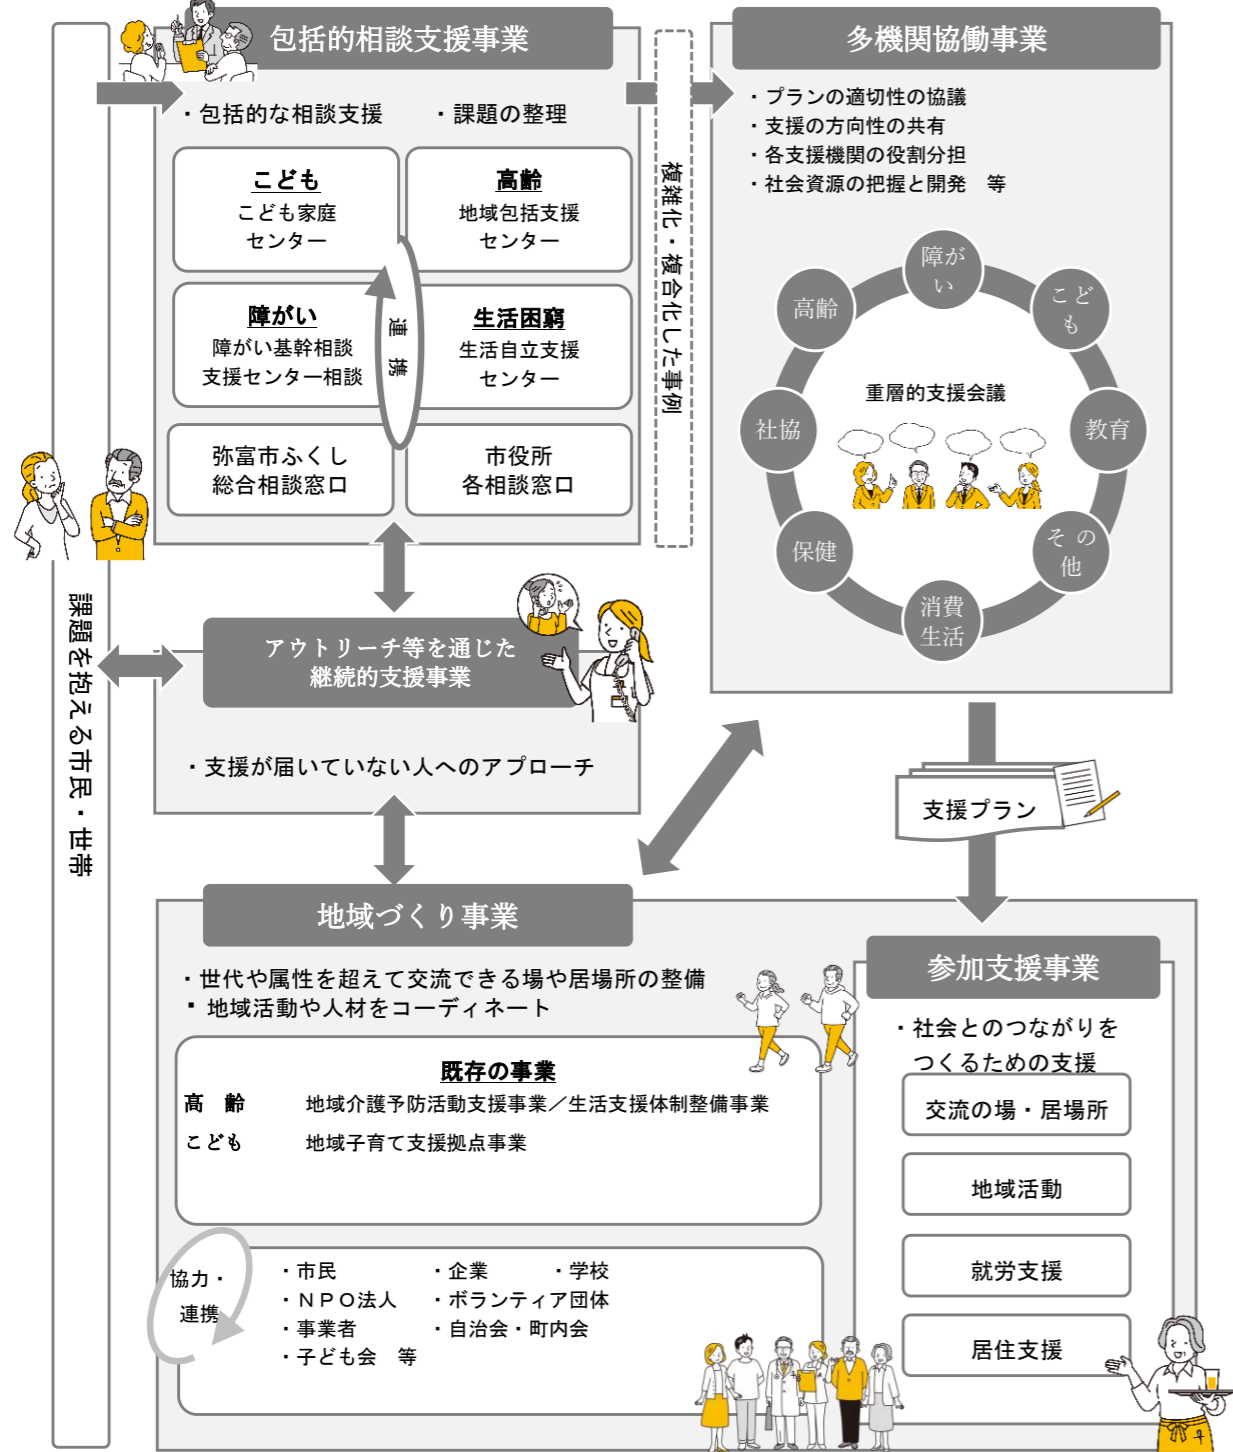 課題を抱える市民・世帯
包括的相談支援事業
・包括的な相談支援
・課題の整理
こども
こども家庭
センター
高齢
地域包括支援
センター
障がい
障がい基幹相談
支援センター相談
生活困窮
生活自立支援
センター
連携
弥富市ふくし
総合相談窓口
市役所
各相談窓口
複雑化・複合化した事例
多機関協働事業
・プランの適切性の協議
・支援の方向性の共有
・各支援機関の役割分担
・社会資源の把握と開発　等
障が
い
こど
も
教育
その
他
消費
生活
保健
社協
高齢
重層的支援会議
アウトリーチ等を通じた
継続的支援事業
・支援が届いていない人へのアプローチ
支援プラン
地域づくり事業
・世代や属性を超えて交流できる場や居場所の整備
・地域活動や人材をコーディネート
既存の事業
高　齢　地域介護予防活動支援事業／生活支援体制整備事業
こども　地域子育て支援拠点事業
協力・
連携
・市民　・企業　・学校
・ＮＰＯ法人　・ボランティア団体
・事業者　・自治会・町内会
・子ども会　等
参加支援事業
・社会とのつながりを
つくるための支援
交流の場・居場所
地域活動
就労支援
居住支援